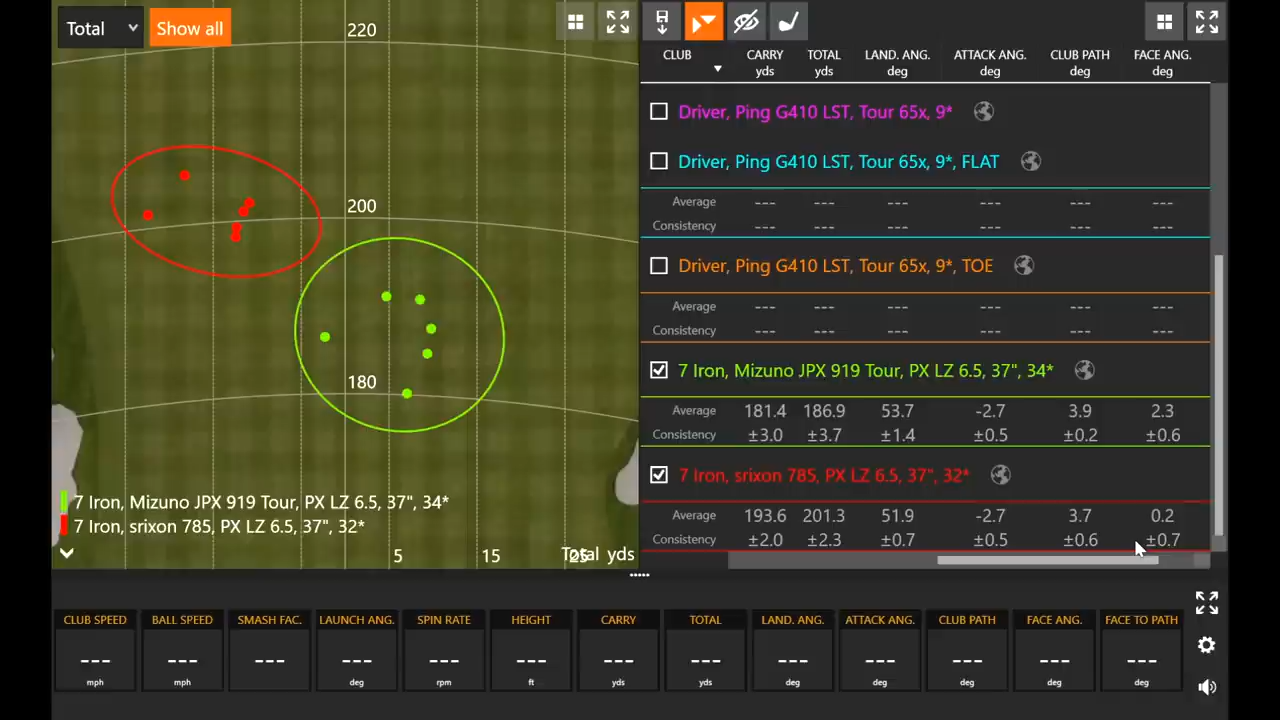 Total
Show all
220
200
180
7 Iron, Mizuno JPX 919 Tour, PX LZ 6.5, 37", 34*
7 Iron, srixon 785, PX LZ 6.5, 37", 32*
5 15 25
Total yds
CLUB CARRY TOTAL LAND. ANG. ATTACK ANG. CLUB PATH FACE ANG.
yds yds deg deg deg deg
Driver, Ping G410 LST, Tour 65x, 9*
Driver, Ping G410 LST, Tour 65x, 9*, FLAT
Average --- --- --- --- --- ---
Consistency --- --- --- --- --- ---
Driver, Ping G410 LST, Tour 65x, 9*, TOE
Average --- --- --- --- --- ---
Consistency --- --- --- --- --- ---
7 Iron, Mizuno JPX 919 Tour, PX LZ 6.5, 37", 34*
Average 181.4 186.9 53.7 -2.7 3.9 2.3
Consistency ±3.0 ±3.7 ±1.4 ±0.5 ±0.2 ±0.6
7 Iron, srixon 785, PX LZ 6.5, 37", 32*
Average 193.6 201.3 51.9 -2.7 3.7 0.2
Consistency ±2.0 ±2.3 ±0.7 ±0.5 ±0.6 ±0.7
CLUB SPEED BALL SPEED SMASH FAC. LAUNCH ANG. SPIN RATE HEIGHT CARRY TOTAL LAND. ANG. ATTACK ANG. CLUB PATH FACE ANG. FACE TO PATH
--- --- --- --- --- --- --- --- --- --- --- --- ---
mph mph deg rpm ft yds yds deg deg deg deg deg